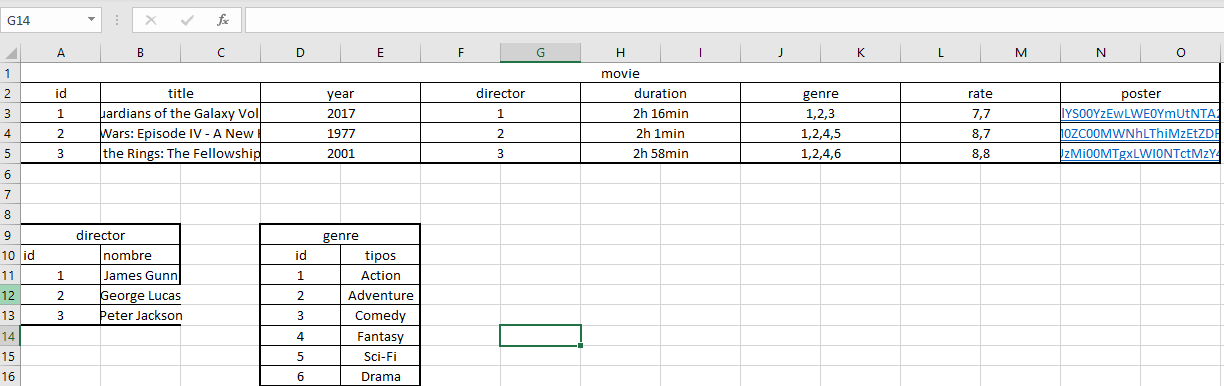 G14 fx
A B C D E F G H I J K L M N O
1 movie
2 id title year director duration genre rate poster
3 1 of the Galaxy Vol 2017 1 2h 16min 1,2,3 7,7
4 2 Wars: Episode IV - A New 1977 2 2h 1min 1,2,4,5 8,7
5 3 the Rings: The Fellowship 2001 3 2h 58min 1,2,4,6 8,8
6
7
8
9 director genre
10 id nombre id tipos
11 1 James Gunn 1 Action
12 2 George Lucas 2 Adventure
13 3 Peter Jackson 3 Comedy
14 4 Fantasy
15 5 Sci-Fi
16 6 Drama